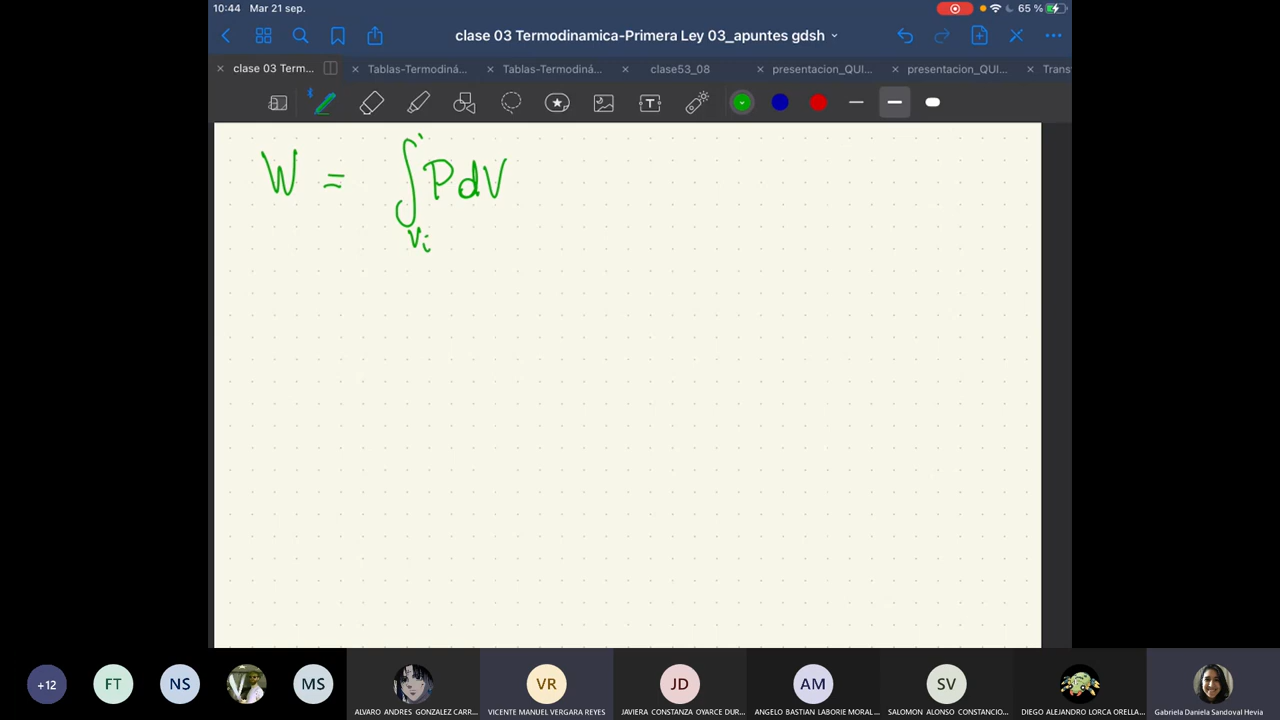 10:44 Mar 21 sep. 65 %
clase 03 Termodinamica-Primera Ley 03_apuntes gdsh
clase 03 Term... Tablas-Termodiná... Tablas-Termodiná... clase53_08 presentacion_QUI... presentacion_QUI... Trans
T
W = ∫ P dV
Vi
+12 FT NS MS VR JD AM SV
ALVARO ANDRES GONZALEZ CARR... VICENTE MANUEL VERGARA REYES JAVIERA CONSTANZA OYARCE DUR... ANGELO BASTIAN LABORIE MORAL... SALOMON ALONSO CONSTANCIO... DIEGO ALEJANDRO LORCA ORELLA... Gabriela Daniela Sandoval Hevia